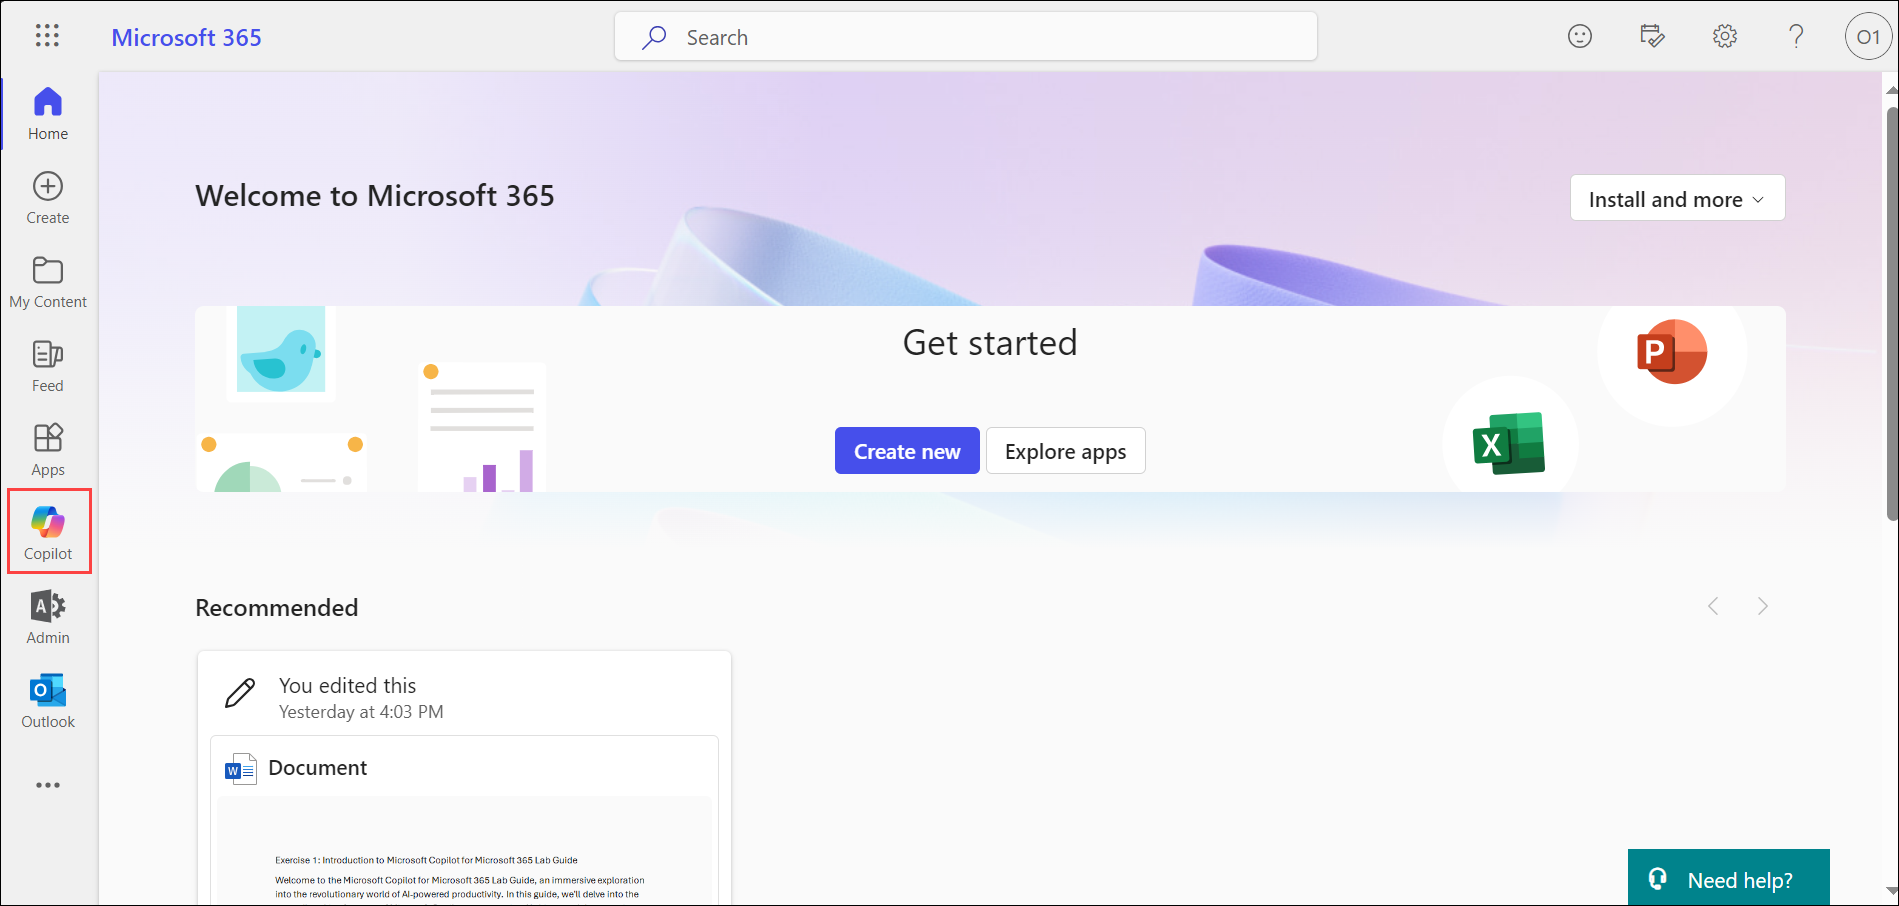 Microsoft 365
Search
O1
Home
Create
My Content
Feed
Apps
Copilot
A
Admin
O
Outlook
Welcome to Microsoft 365
Install and more
Get started
Create new
Explore apps
P
X
Recommended
You edited this
Yesterday at 4:03 PM
W
Document
Exercise 1: Introduction to Microsoft Copilot for Microsoft 365 Lab Guide
Welcome to the Microsoft Copilot for Microsoft 365 Lab Guide, an immersive exploration
into the revolutionary world of AI-powered productivity. In this guide, we'll delve into the
Need help?